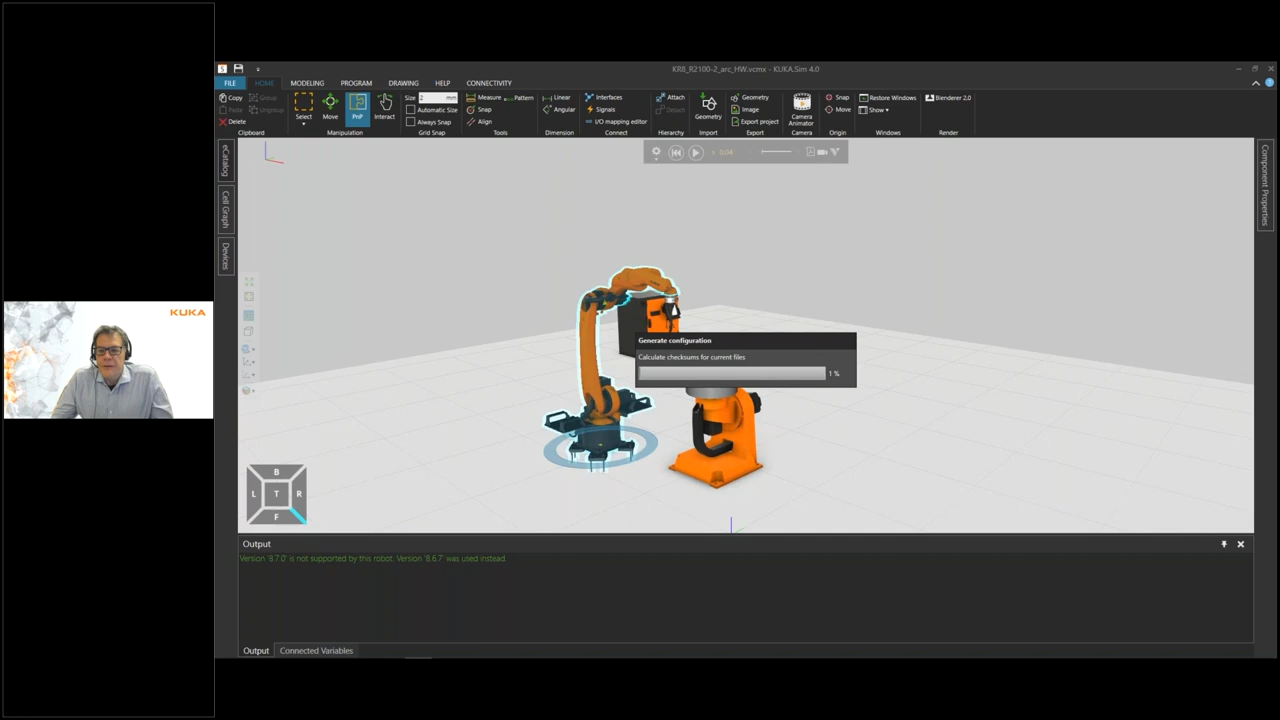 KUKA
KR8_R2100-2_arc_HW.vcmx - KUKA.Sim 4.0
FILE HOME MODELING PROGRAM DRAWING HELP CONNECTIVITY
Copy Group
Paste Ungroup
Delete
Clipboard
Select Move PnP Interact
Manipulation
Size 2 mm
Automatic Size
Always Snap
Grid Snap
Measure Pattern
Snap
Align
Tools
Linear
Angular
Dimension
Interfaces
Signals
I/O mapping editor
Connect
Attach
Detach
Hierarchy
Geometry
Import
Geometry
Image
Export project
Export
Camera
Animator
Camera
Snap
Move
Origin
Restore Windows
Show
Windows
Blenderer 2.0
Render
eCatalog
Cell Graph
Devices
Component Properties
0:04
Generate configuration
Calculate checksums for current files
1 %
B
L T R
F
Output
Version '8.7.0' is not supported by this robot. Version '8.6.7' was used instead.
Output Connected Variables